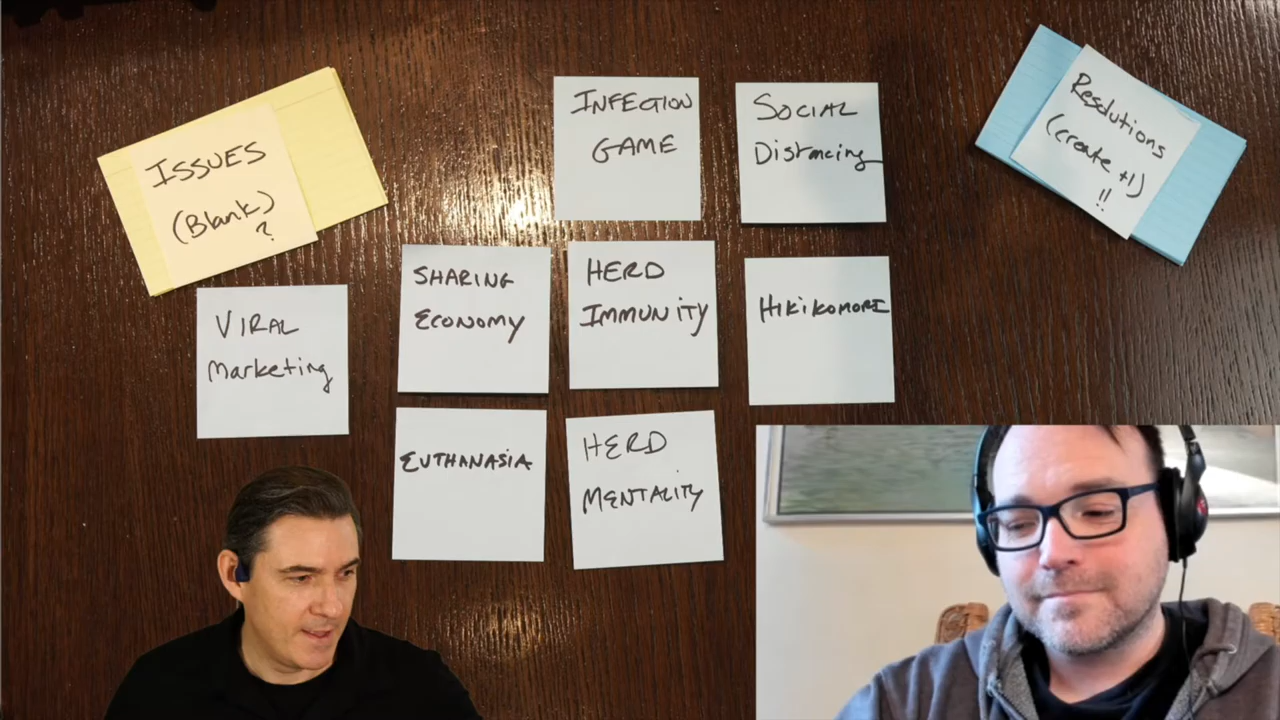 ISSUES
(Blank)
?
INFECTION
GAME
SOCIAL
Distancing
Resolutions
(create +1)
!!
VIRAL
Marketing
SHARING
ECONOMY
HERD
IMMUNITY
HIKIKOMORI
EUTHANASIA
HERD
MENTALITY